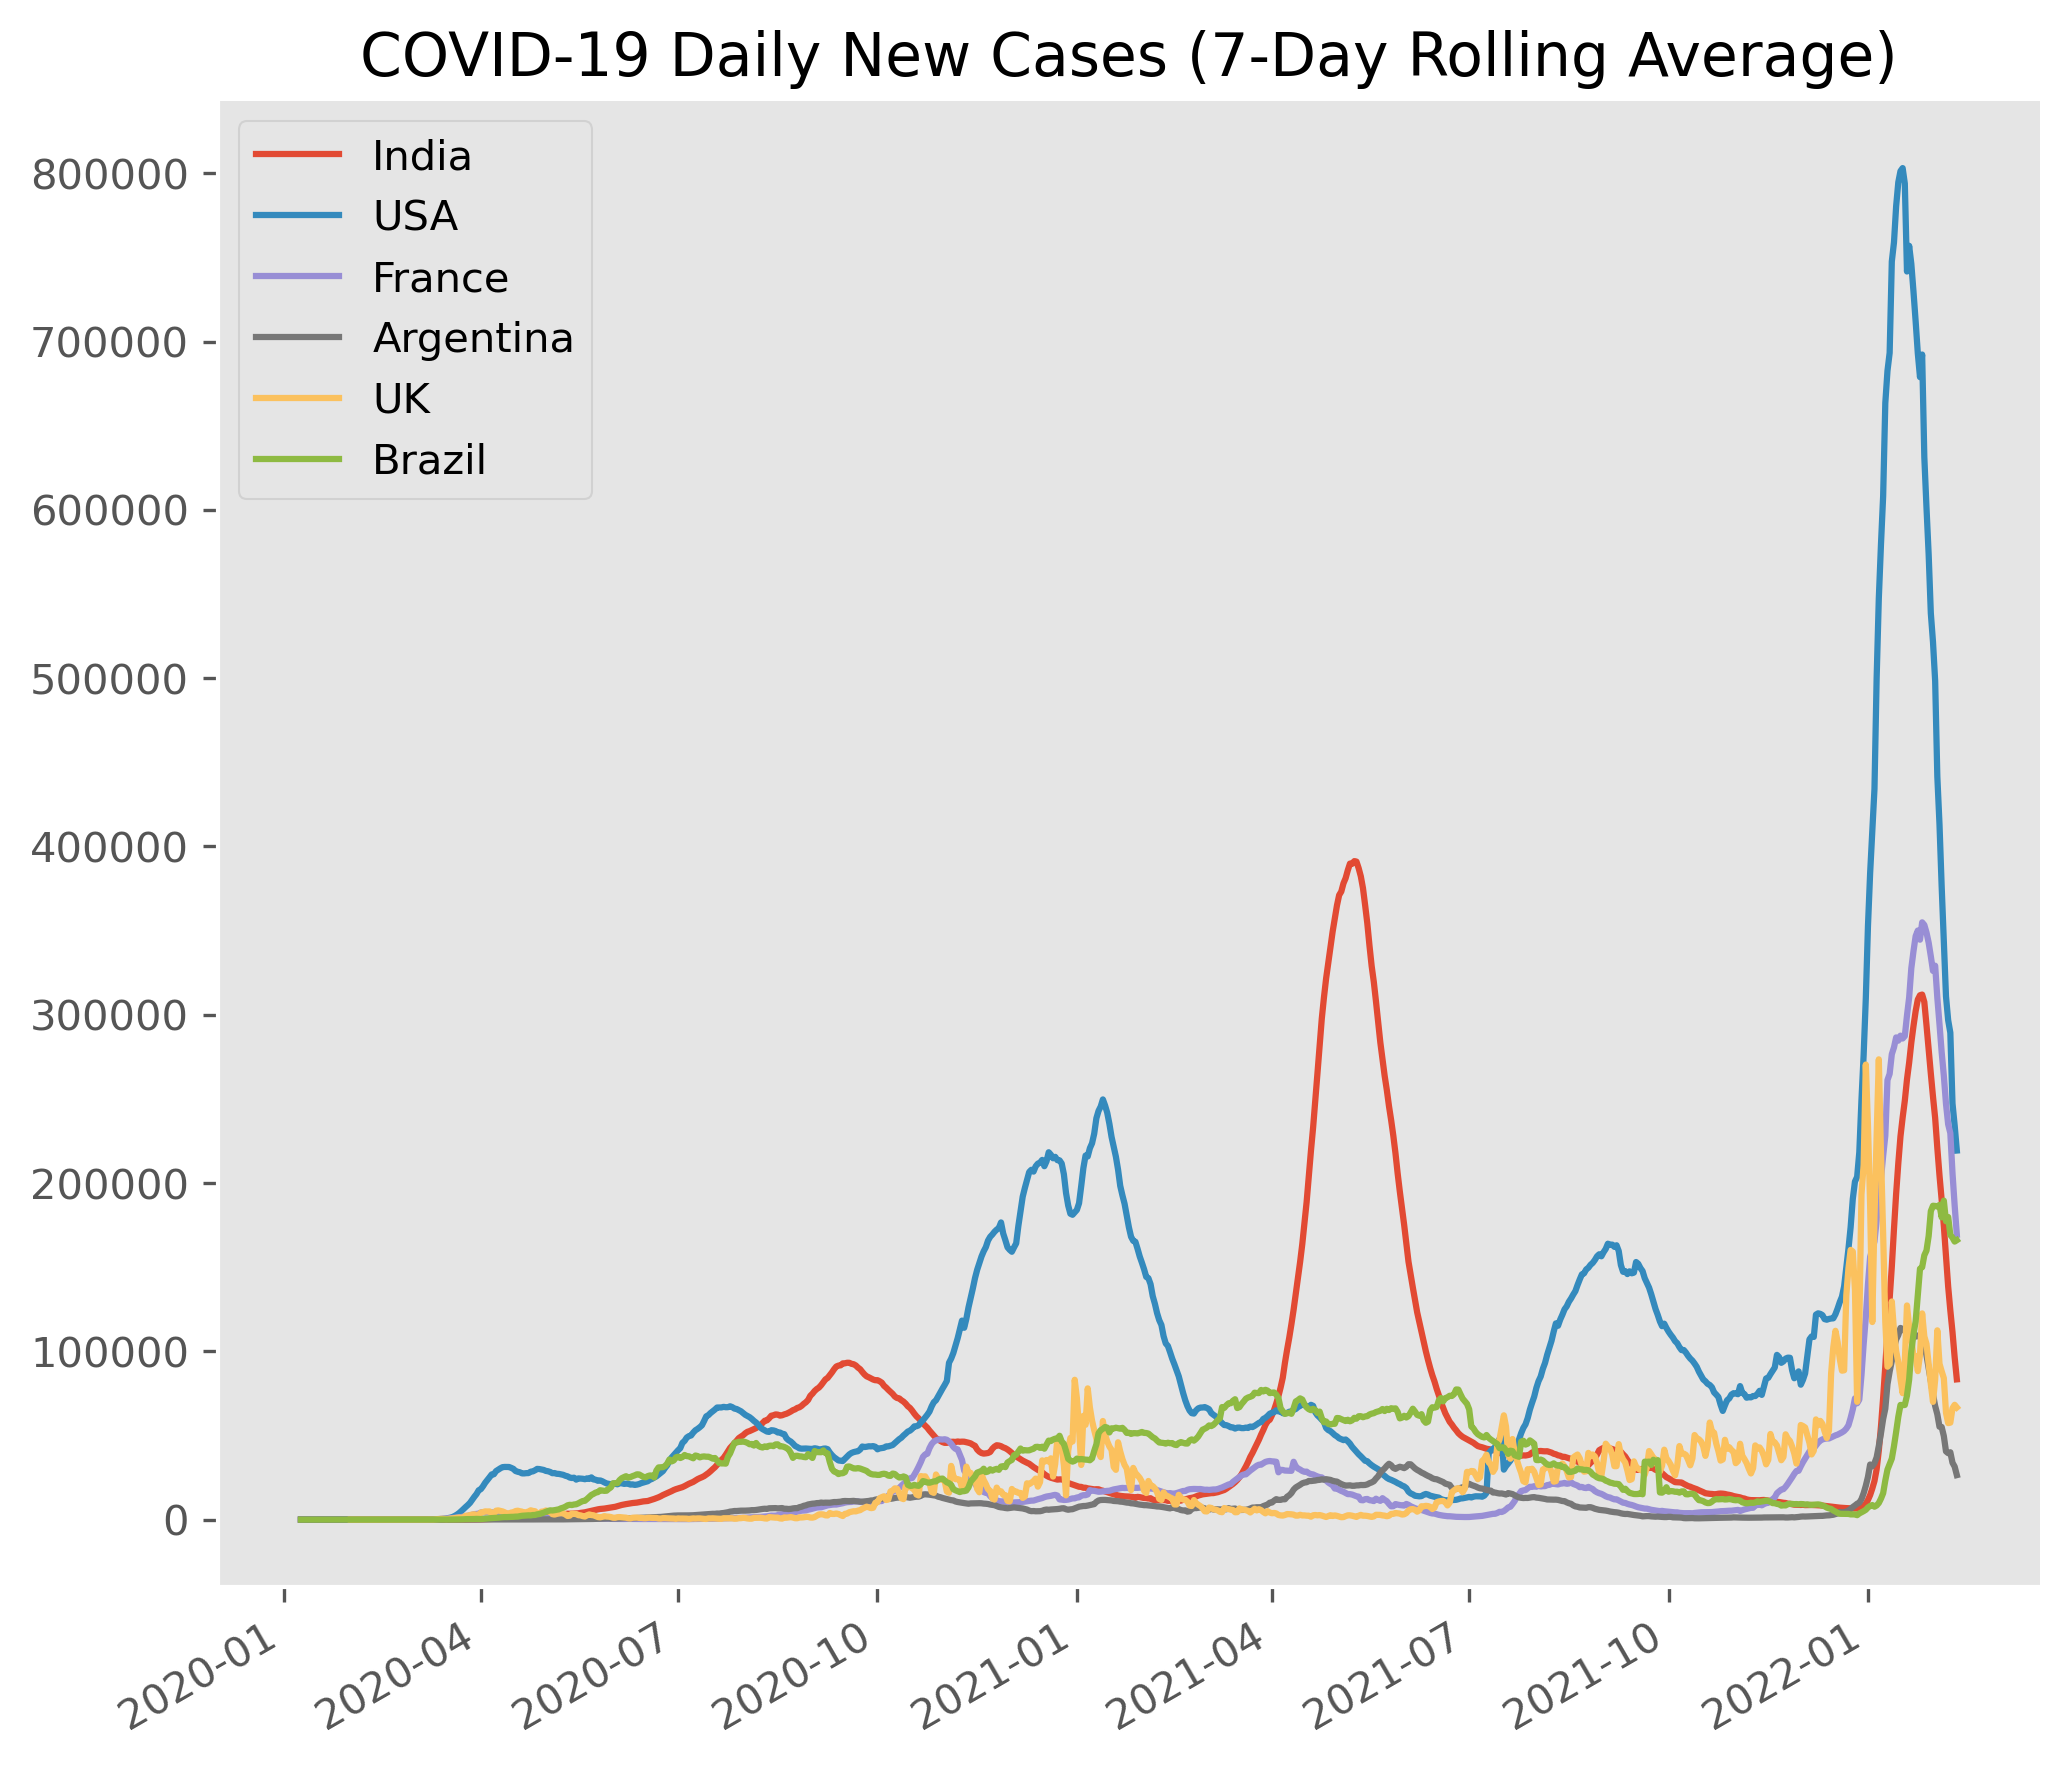 COVID-19 Daily New Cases (7-Day Rolling Average)
India
USA
France
Argentina
UK
Brazil
800000
700000
600000
500000
400000
300000
200000
100000
0
2020-01
2020-04
2020-07
2020-10
2021-01
2021-04
2021-07
2021-10
2022-01